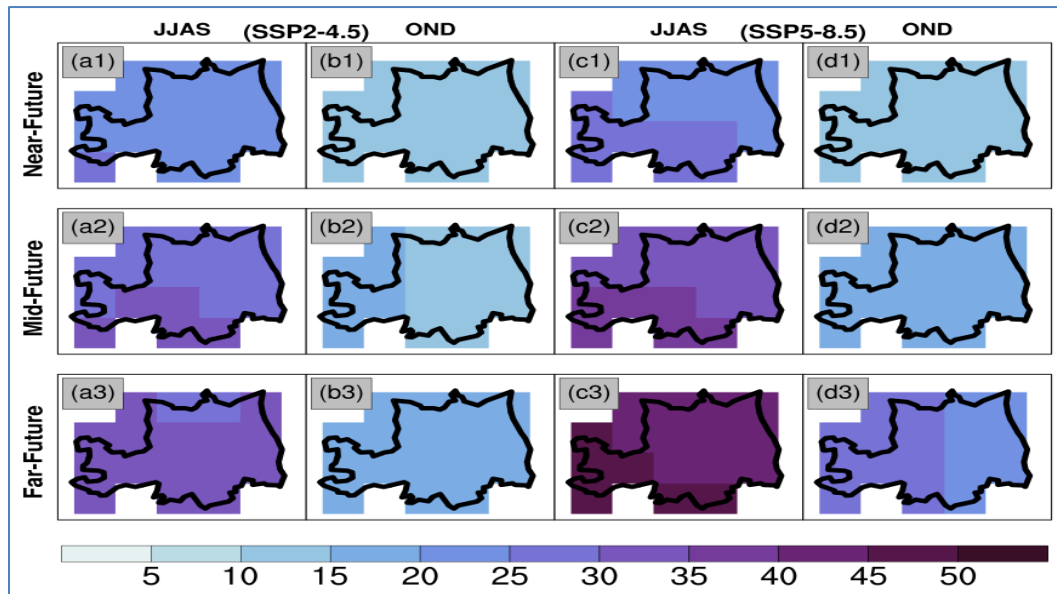 JJAS (SSP2-4.5) OND JJAS (SSP5-8.5) OND
Near-Future
(a1) (b1) (c1) (d1)
Mid-Future
(a2) (b2) (c2) (d2)
Far-Future
(a3) (b3) (c3) (d3)
5 10 15 20 25 30 35 40 45 50